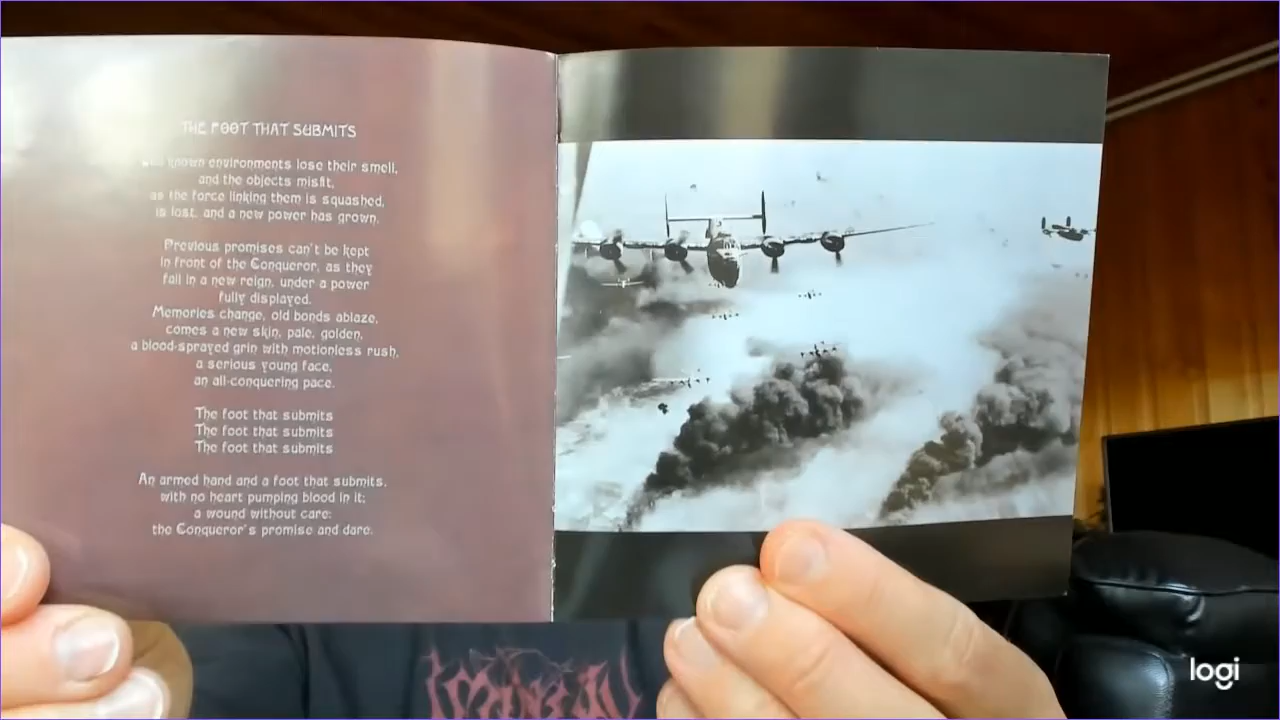 THE FOOT THAT SUBMITS
known environments lose their smell,
and the objects misfit,
as the force linking them is squashed,
is lost, and a new power has grown.
Previous promises can't be kept
in front of the Conqueror, as they
fall in a new reign, under a power
fully displayed.
Memories change, old bonds ablaze,
comes a new skin, pale, golden,
a blood-sprayed grin with motionless rush,
a serious young face,
an all-conquering pace.
The foot that submits
The foot that submits
The foot that submits
An armed hand and a foot that submits,
with no heart pumping blood in it;
a wound without care:
the Conqueror's promise and dare.
logi